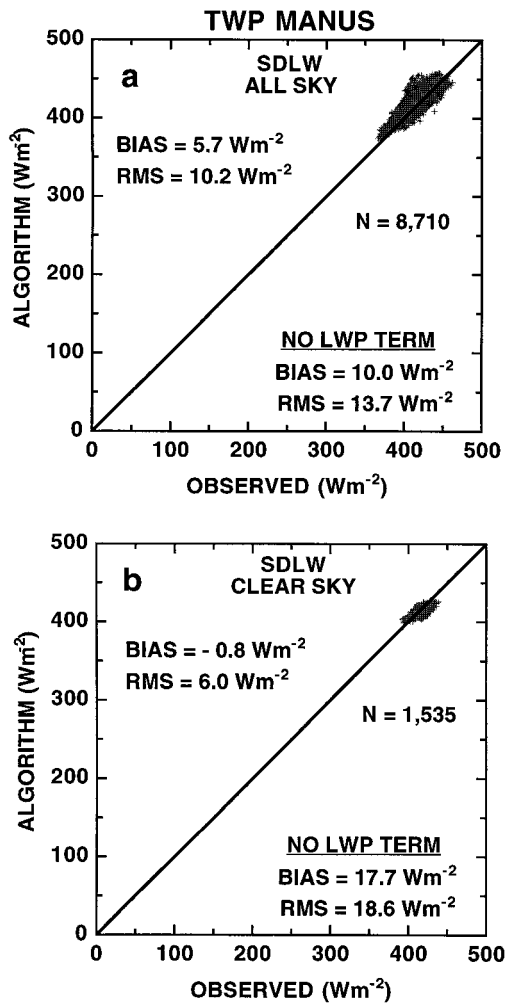 TWP MANUS
a
SDLW
ALL SKY
BIAS = 5.7 Wm-2
RMS = 10.2 Wm-2
N = 8,710
NO LWP TERM
BIAS = 10.0 Wm-2
RMS = 13.7 Wm-2
ALGORITHM (Wm-2)
500
400
300
200
100
0
0 100 200 300 400 500
OBSERVED (Wm-2)
b
SDLW
CLEAR SKY
BIAS = - 0.8 Wm-2
RMS = 6.0 Wm-2
N = 1,535
NO LWP TERM
BIAS = 17.7 Wm-2
RMS = 18.6 Wm-2
ALGORITHM (Wm-2)
500
400
300
200
100
0
0 100 200 300 400 500
OBSERVED (Wm-2)